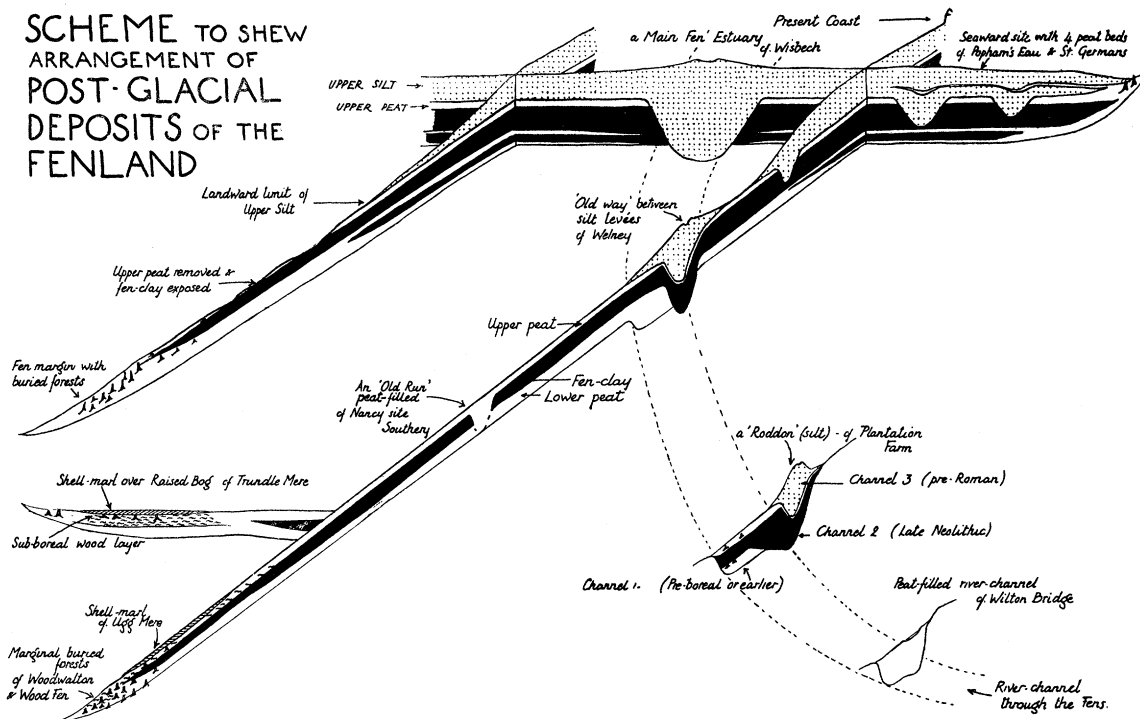 SCHEME TO SHEW
ARRANGEMENT OF
POST-GLACIAL
DEPOSITS OF THE
FENLAND
Present Coast
a 'Main Fen' Estuary
of Wisbech
Seaward site with 4 peat beds
of Popham's Eau & St. Germans
UPPER SILT
UPPER PEAT
Landward limit of
Upper Silt
'Old way' between
silt levées
of Welney
Upper peat removed &
fen-clay exposed
Upper peat
Fen margin with
buried forests
An 'Old Run'
peat-filled
of Nancy site
Southery
Fen-clay
Lower peat
a 'Roddon' (silt) - of Plantation
Farm
Shell-marl over Raised Bog of Trundle Mere
Channel 3 (pre-Roman)
Sub-boreal wood layer
Channel 2 (Late Neolithic)
Channel 1. (Pre-boreal or earlier)
Peat-filled river-channel
of Wilton Bridge
Shell-marl
of Ugg Mere
Marginal buried
forests
of Woodwalton
& Wood Fen
River-channel
through the Fens.